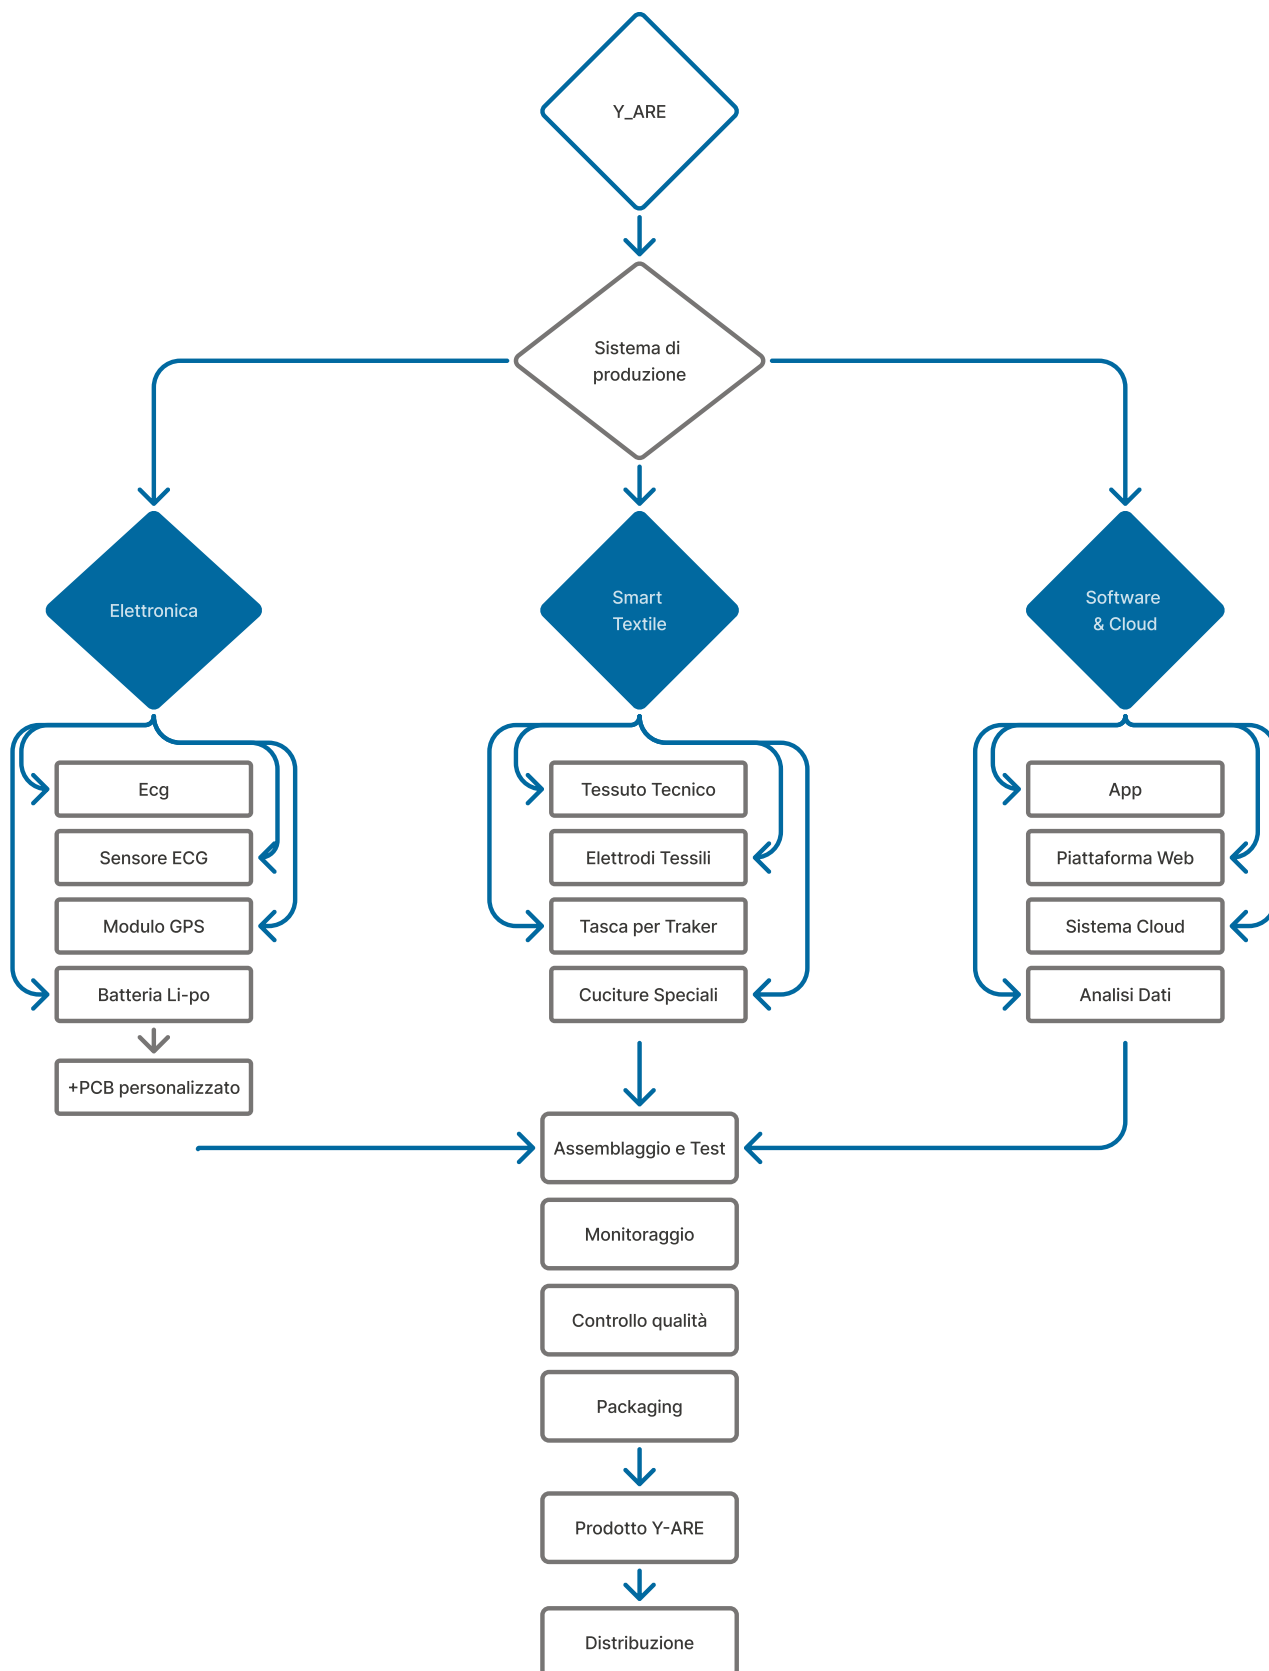 Y_ARE
Sistema di
produzione
Elettronica
Smart
Textile
Software
& Cloud
Ecg
Sensore ECG
Modulo GPS
Batteria Li-po
+PCB personalizzato
Tessuto Tecnico
Elettrodi Tessili
Tasca per Traker
Cuciture Speciali
App
Piattaforma Web
Sistema Cloud
Analisi Dati
Assemblaggio e Test
Monitoraggio
Controllo qualità
Packaging
Prodotto Y-ARE
Distribuzione